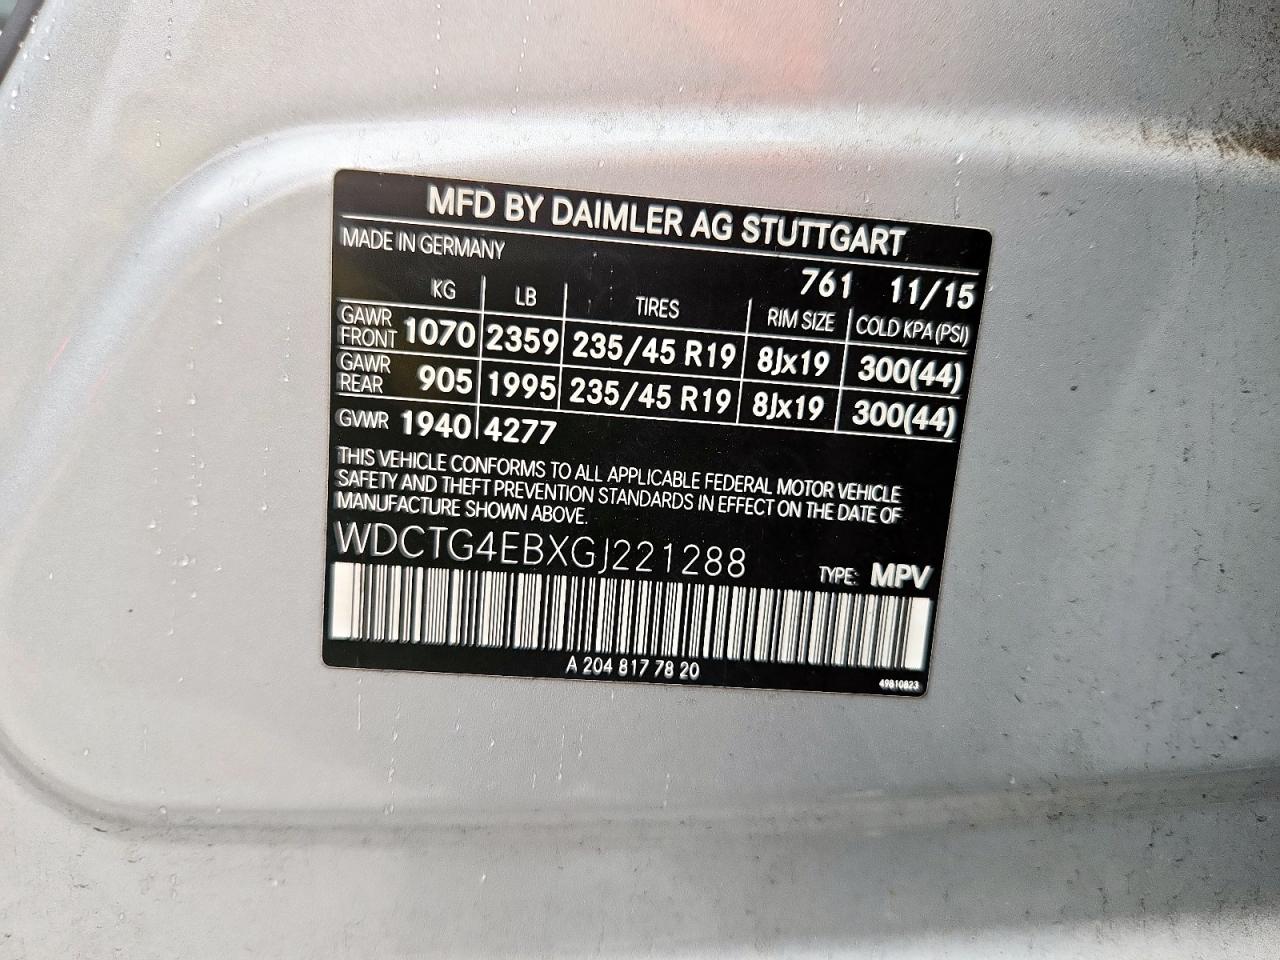 MFD BY DAIMLER AG STUTTGART
MADE IN GERMANY
761 11/15
KG LB TIRES RIM SIZE COLD KPA (PSI)
GAWR FRONT 1070 2359 235/45 R19 8Jx19 300(44)
GAWR REAR 905 1995 235/45 R19 8Jx19 300(44)
GVWR 1940 4277
THIS VEHICLE CONFORMS TO ALL APPLICABLE FEDERAL MOTOR VEHICLE
SAFETY AND THEFT PREVENTION STANDARDS IN EFFECT ON THE DATE OF
MANUFACTURE SHOWN ABOVE.
WDCTG4EBXGJ221288
TYPE: MPV
A 204 817 78 20
49810823